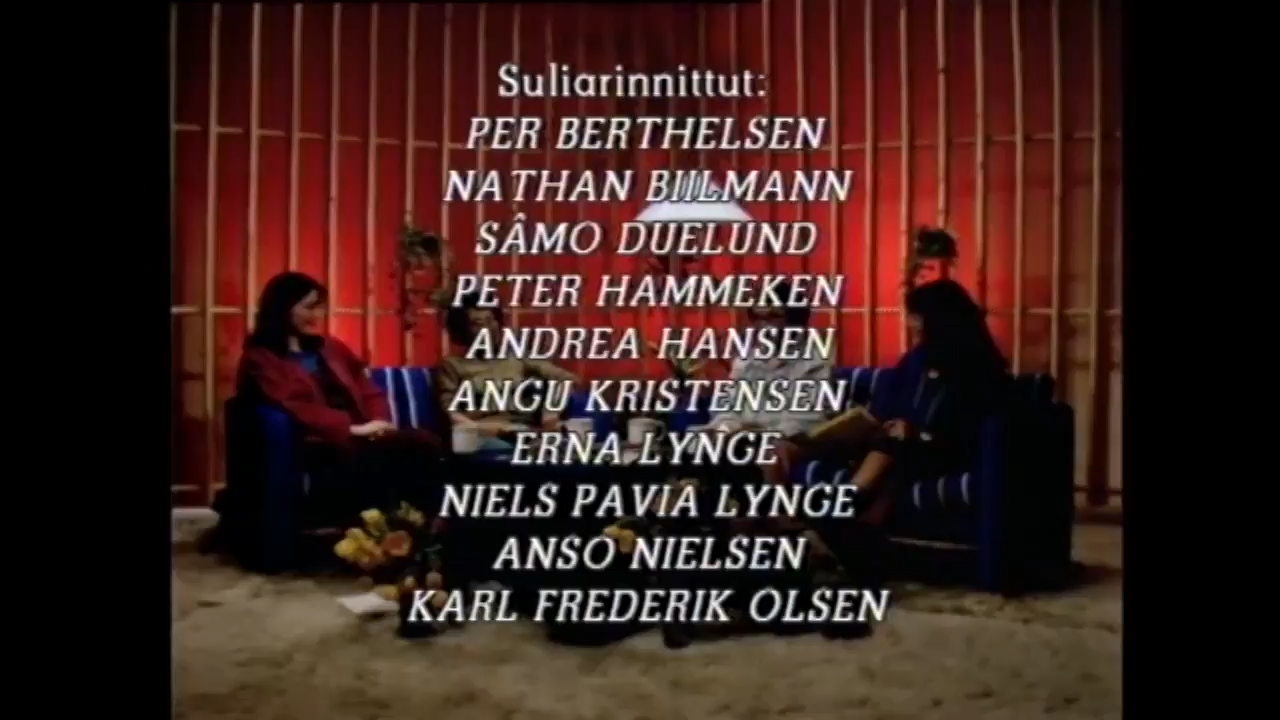 Suliarinnittut:
PER BERTHELSEN
NATHAN BIILMANN
SÂMO DUELUND
PETER HAMMEKEN
ANDREA HANSEN
ANGU KRISTENSEN
ERNA LYNGE
NIELS PAVIA LYNGE
ANSO NIELSEN
KARL FREDERIK OLSEN